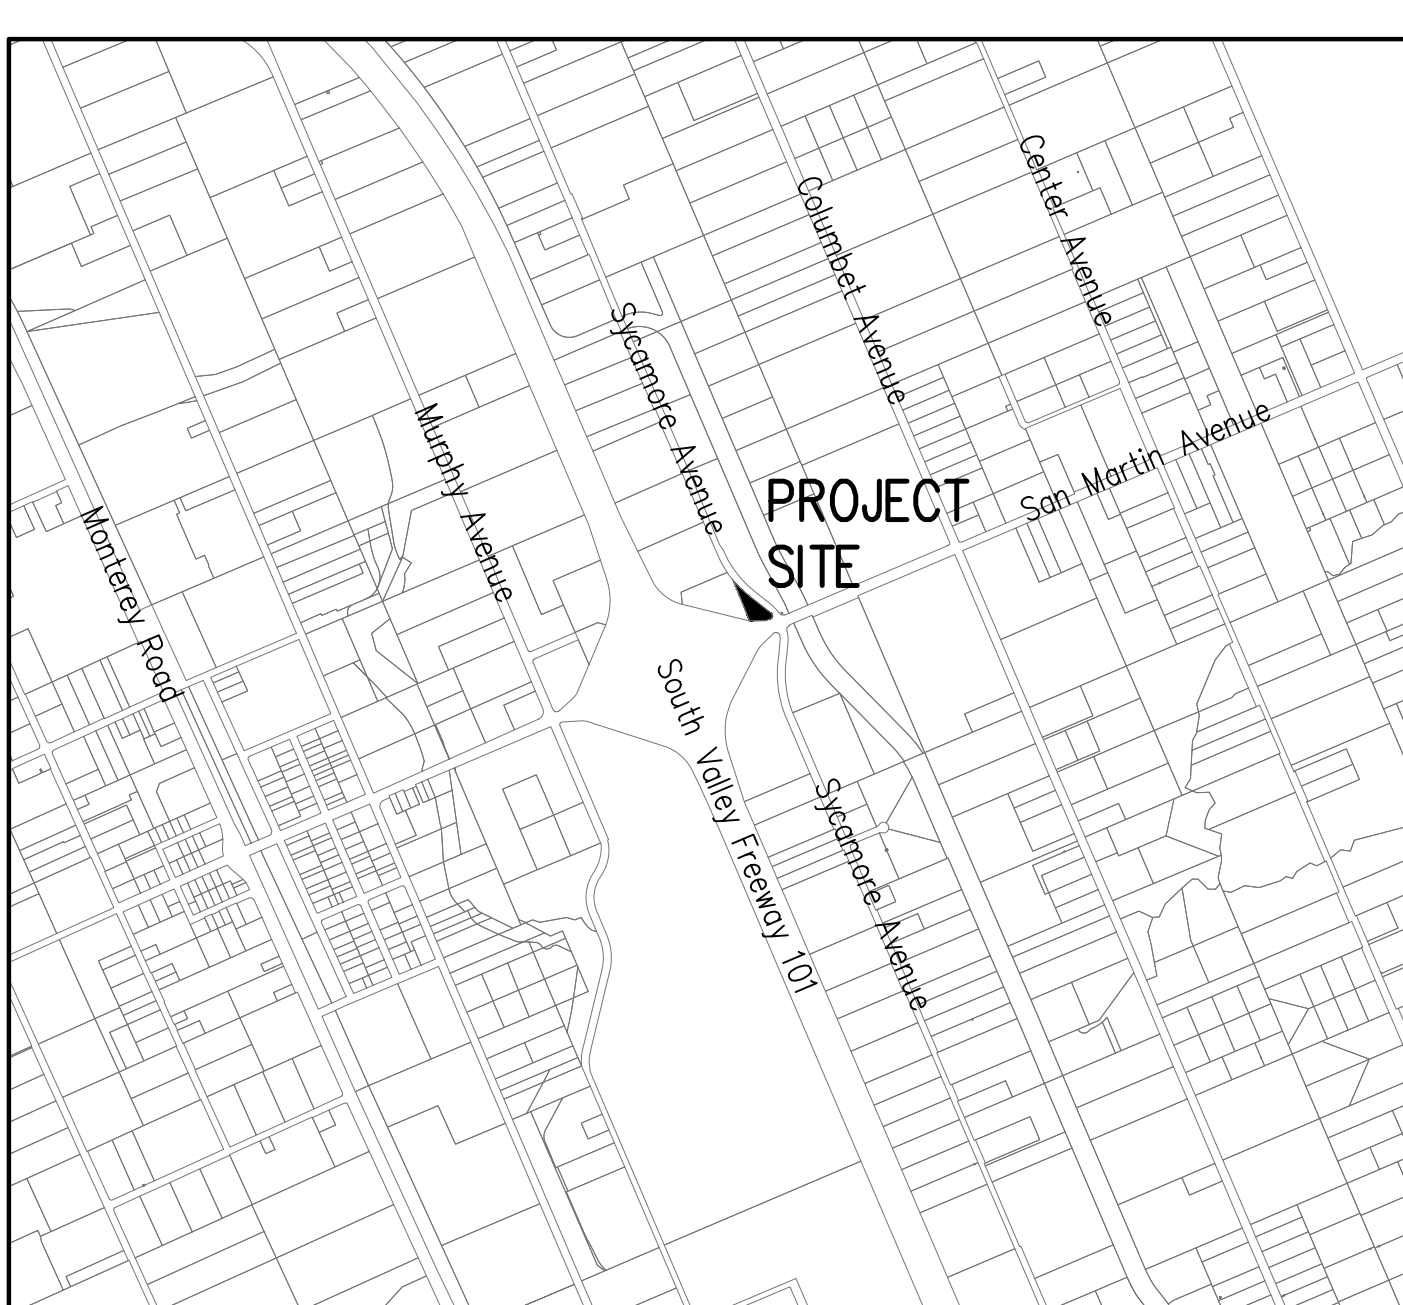 Center Avenue
Columbet Avenue
Sycamore Avenue
Murphy Avenue
San Martin Avenue
PROJECT
SITE
Monterey Road
South Valley Freeway 101
Sycamore Avenue